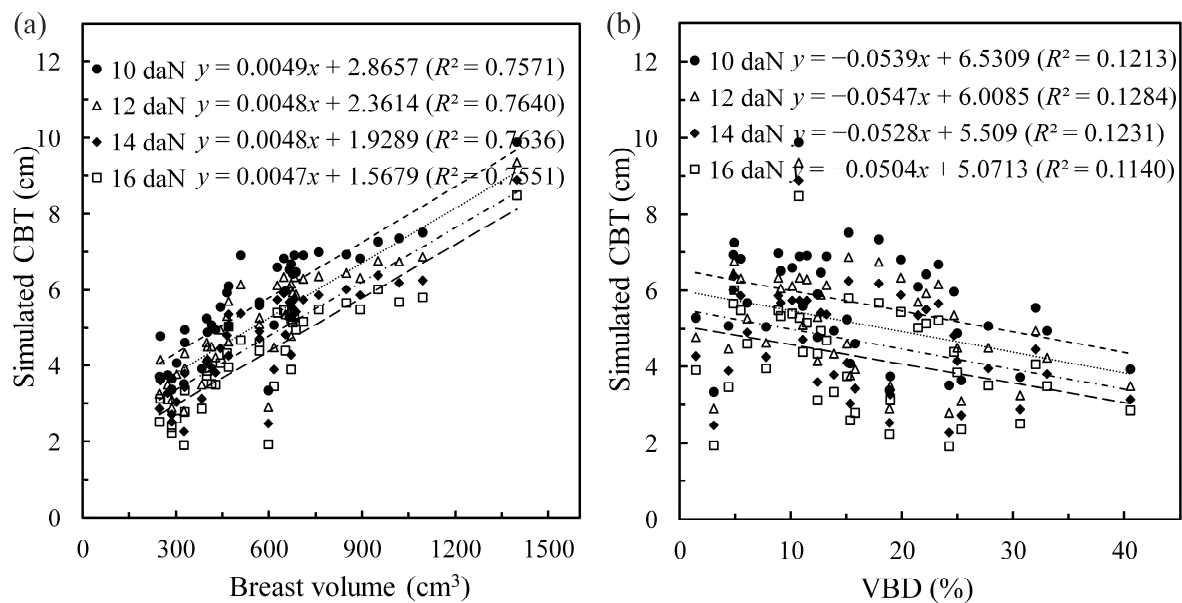 (a)
12
10
8
6
4
2
0
Simulated CBT (cm)
10 daN y = 0.0049x + 2.8657 (R² = 0.7571)
12 daN y = 0.0048x + 2.3614 (R² = 0.7640)
14 daN y = 0.0048x + 1.9289 (R² = 0.7636)
16 daN y = 0.0047x + 1.5679 (R² = 0.7551)
0 300 600 900 1200 1500
Breast volume (cm³)
(b)
12
10
8
6
4
2
0
Simulated CBT (cm)
10 daN y = −0.0539x + 6.5309 (R² = 0.1213)
12 daN y = −0.0547x + 6.0085 (R² = 0.1284)
14 daN y = −0.0528x + 5.509 (R² = 0.1231)
16 daN y = −0.0504x + 5.0713 (R² = 0.1140)
0 10 20 30 40
VBD (%)